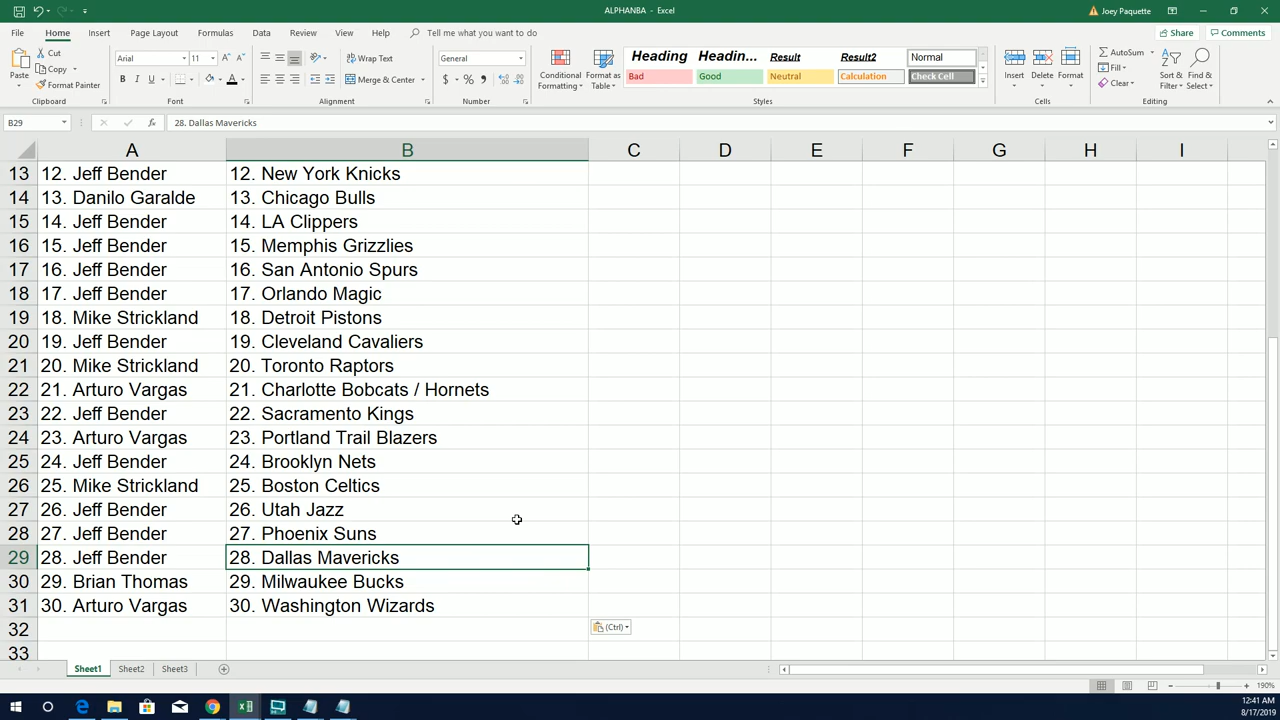 ALPHANBA - Excel
Joey Paquette
File Home Insert Page Layout Formulas Data Review View Help Tell me what you want to do
Share Comments
Paste
Cut
Copy
Format Painter
Clipboard
Arial 11
B I U
Font
Wrap Text
Merge & Center
Alignment
General
$ % 9
Number
Conditional Formatting
Format as Table
Heading Headin... Result Result2 Normal
Bad Good Neutral Calculation Check Cell
Styles
Insert Delete Format
Cells
AutoSum
Fill
Clear
Sort & Filter
Find & Select
Editing
B29 fx 28. Dallas Mavericks
A B C D E F G H I
13 12. Jeff Bender 12. New York Knicks
14 13. Danilo Garalde 13. Chicago Bulls
15 14. Jeff Bender 14. LA Clippers
16 15. Jeff Bender 15. Memphis Grizzlies
17 16. Jeff Bender 16. San Antonio Spurs
18 17. Jeff Bender 17. Orlando Magic
19 18. Mike Strickland 18. Detroit Pistons
20 19. Jeff Bender 19. Cleveland Cavaliers
21 20. Mike Strickland 20. Toronto Raptors
22 21. Arturo Vargas 21. Charlotte Bobcats / Hornets
23 22. Jeff Bender 22. Sacramento Kings
24 23. Arturo Vargas 23. Portland Trail Blazers
25 24. Jeff Bender 24. Brooklyn Nets
26 25. Mike Strickland 25. Boston Celtics
27 26. Jeff Bender 26. Utah Jazz
28 27. Jeff Bender 27. Phoenix Suns
29 28. Jeff Bender 28. Dallas Mavericks
30 29. Brian Thomas 29. Milwaukee Bucks
31 30. Arturo Vargas 30. Washington Wizards
32
(Ctrl)
33
Sheet1 Sheet2 Sheet3
190%
12:41 AM
8/17/2019